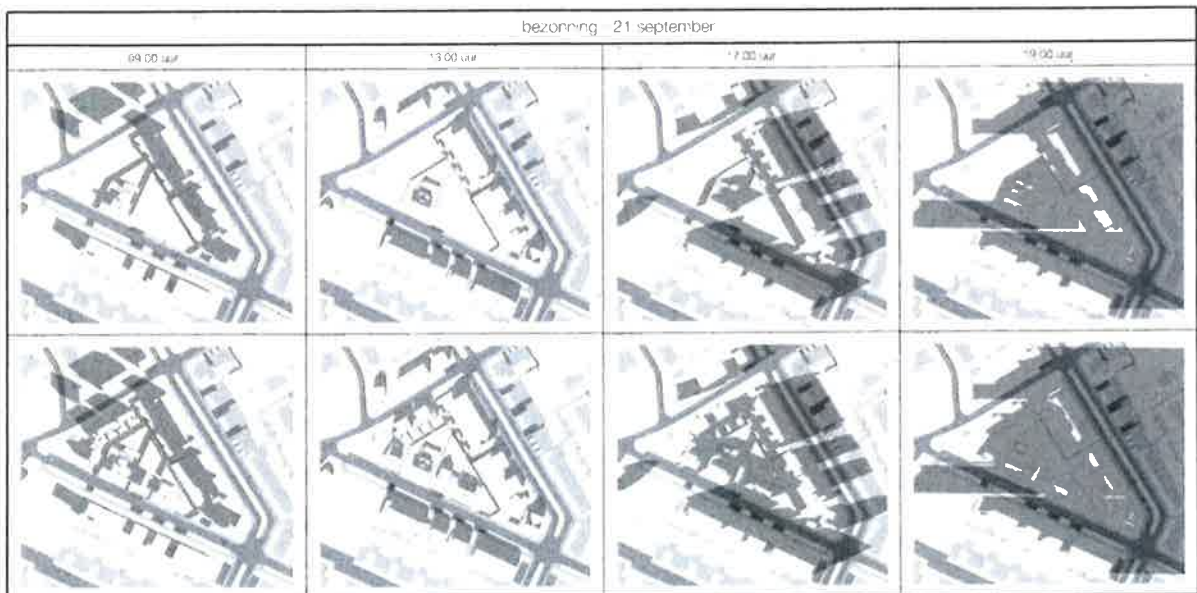 bezonning 21 september
09.00 uur
13.00 uur
17.00 uur
19.00 uur